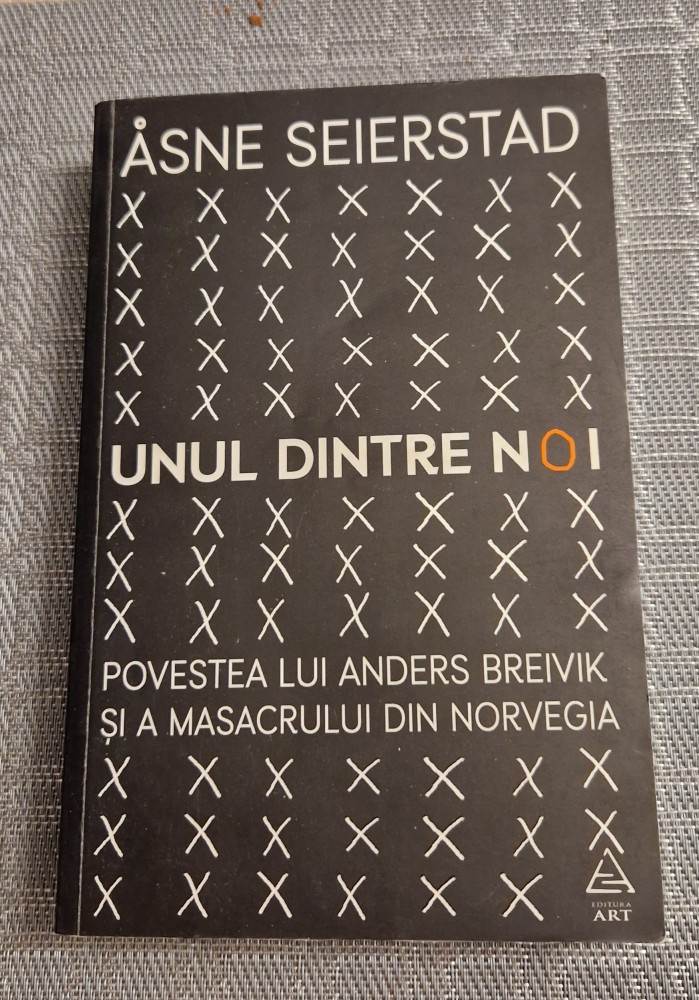 ÅSNE SEIERSTAD
UNUL DINTRE NOI
POVESTEA LUI ANDERS BREIVIK
ȘI A MASACRULUI DIN NORVEGIA
EDITURA
ART